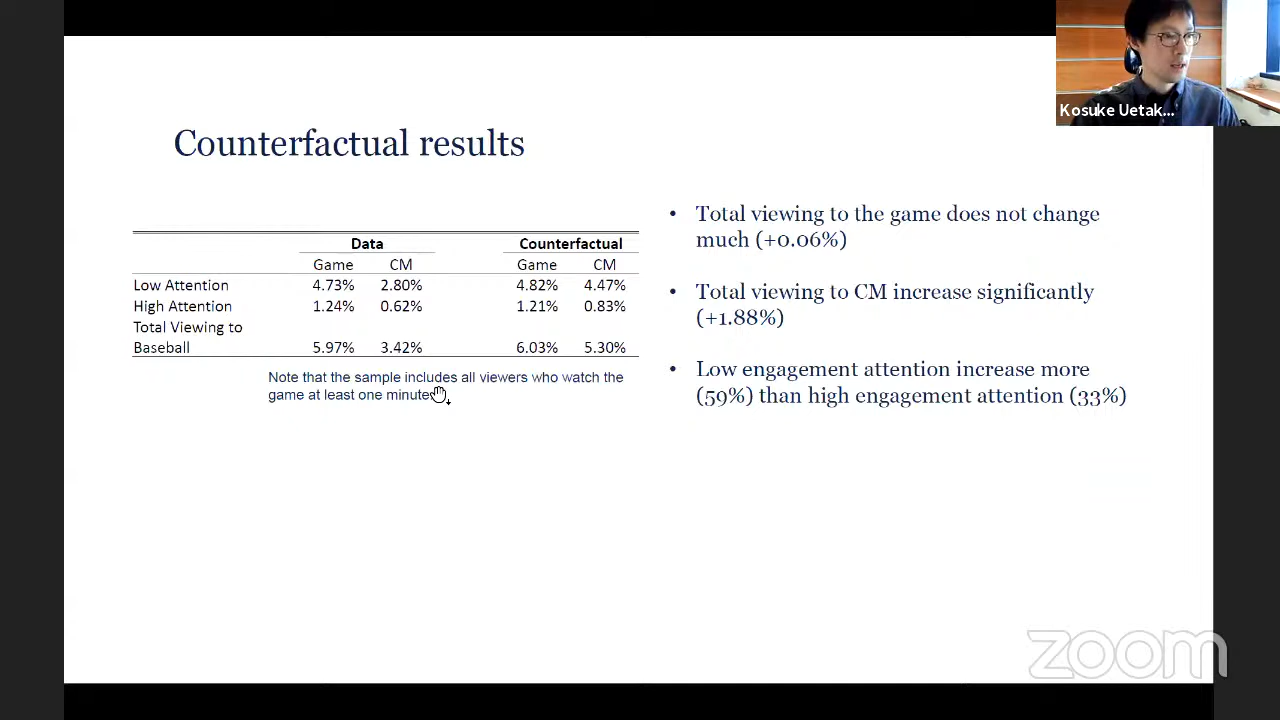 Kosuke Uetak...
Counterfactual results
Data Counterfactual
Game CM Game CM
Low Attention 4.73% 2.80% 4.82% 4.47%
High Attention 1.24% 0.62% 1.21% 0.83%
Total Viewing to
Baseball 5.97% 3.42% 6.03% 5.30%
Note that the sample includes all viewers who watch the
game at least one minute
• Total viewing to the game does not change
much (+0.06%)
• Total viewing to CM increase significantly
(+1.88%)
• Low engagement attention increase more
(59%) than high engagement attention (33%)
zoom